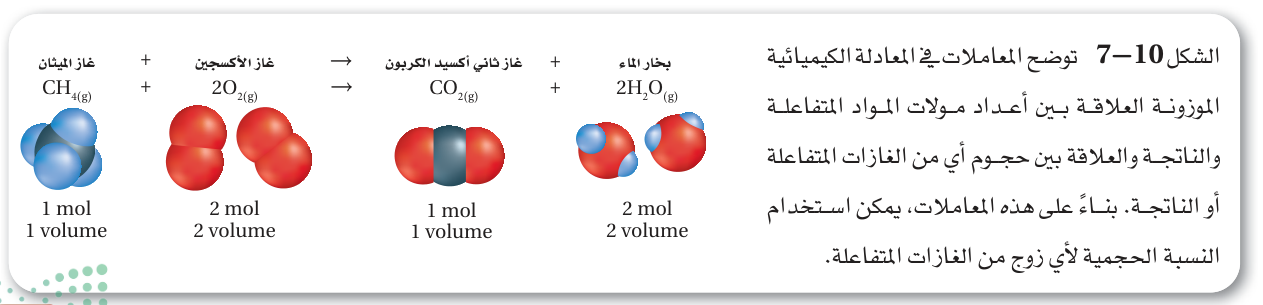 الشكل 10–7 توضح المعاملات في المعادلة الكيميائية
الموزونة العلاقة بين أعداد مولات المواد المتفاعلة
والناتجة والعلاقة بين حجوم أي من الغازات المتفاعلة
أو الناتجة. بناءً على هذه المعاملات، يمكن استخدام
النسبة الحجمية لأي زوج من الغازات المتفاعلة.
غاز الميثان + غاز الأكسجين → غاز ثاني أكسيد الكربون + بخار الماء
CH₄(g) + 2O₂(g) → CO₂(g) + 2H₂O(g)
1 mol 2 mol 1 mol 2 mol
1 volume 2 volume 1 volume 2 volume